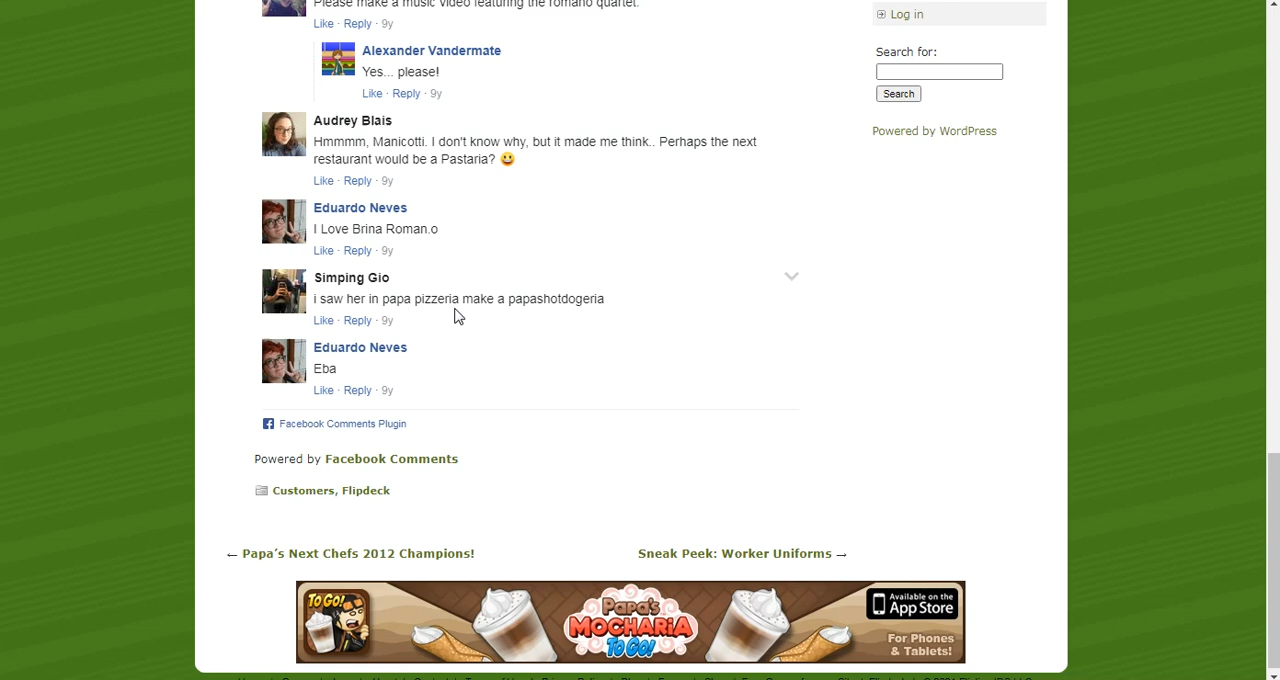 Please make a music video featuring the romano quartet.
Like · Reply · 9y
Alexander Vandermate
Yes... please!
Like · Reply · 9y
Audrey Blais
Hmmmm, Manicotti. I don't know why, but it made me think.. Perhaps the next
restaurant would be a Pastaria? 😃
Like · Reply · 9y
Eduardo Neves
I Love Brina Roman.o
Like · Reply · 9y
Simping Gio
i saw her in papa pizzeria make a papashotdogeria
Like · Reply · 9y
Eduardo Neves
Eba
Like · Reply · 9y
Facebook Comments Plugin
Powered by Facebook Comments
Customers, Flipdeck
← Papa's Next Chefs 2012 Champions!
Sneak Peek: Worker Uniforms →
TO GO!
Papa's
MOCHARIA
TO GO!
Available on the
App Store
For Phones
& Tablets!
Log in
Search for:
Search
Powered by WordPress